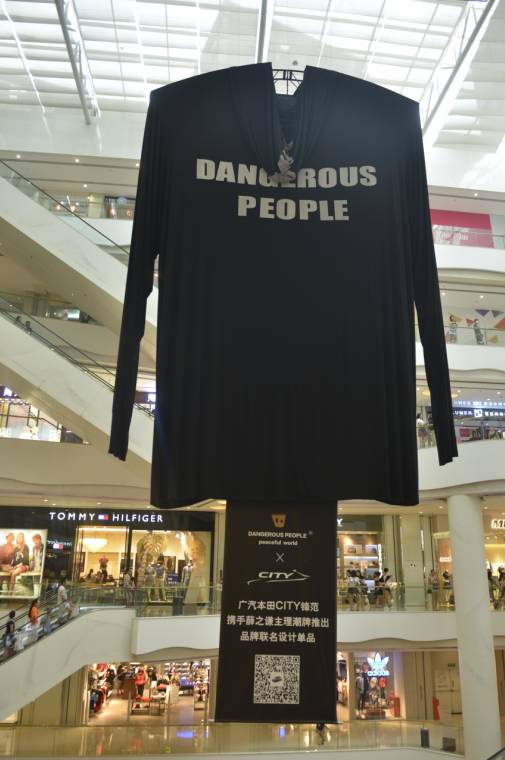 DANGEROUS
PEOPLE
TOMMY HILFIGER
DANGEROUS PEOPLE®
peaceful world
×
CITY
广汽本田CITY锋范
携手薛之谦主理潮牌推出
品牌联名设计单品
adidas